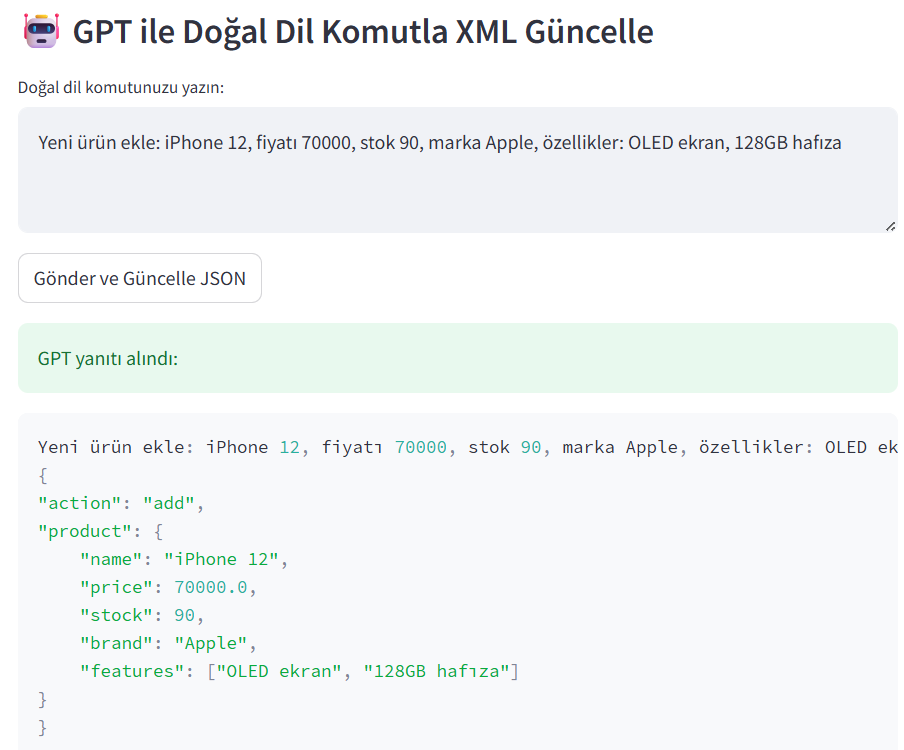 GPT ile Doğal Dil Komutla XML Güncelle
Doğal dil komutunuzu yazın:
Yeni ürün ekle: iPhone 12, fiyatı 70000, stok 90, marka Apple, özellikler: OLED ekran, 128GB hafıza
Gönder ve Güncelle JSON
GPT yanıtı alındı:
Yeni ürün ekle: iPhone 12, fiyatı 70000, stok 90, marka Apple, özellikler: OLED ek
{
"action": "add",
"product": {
    "name": "iPhone 12",
    "price": 70000.0,
    "stock": 90,
    "brand": "Apple",
    "features": ["OLED ekran", "128GB hafıza"]
}
}